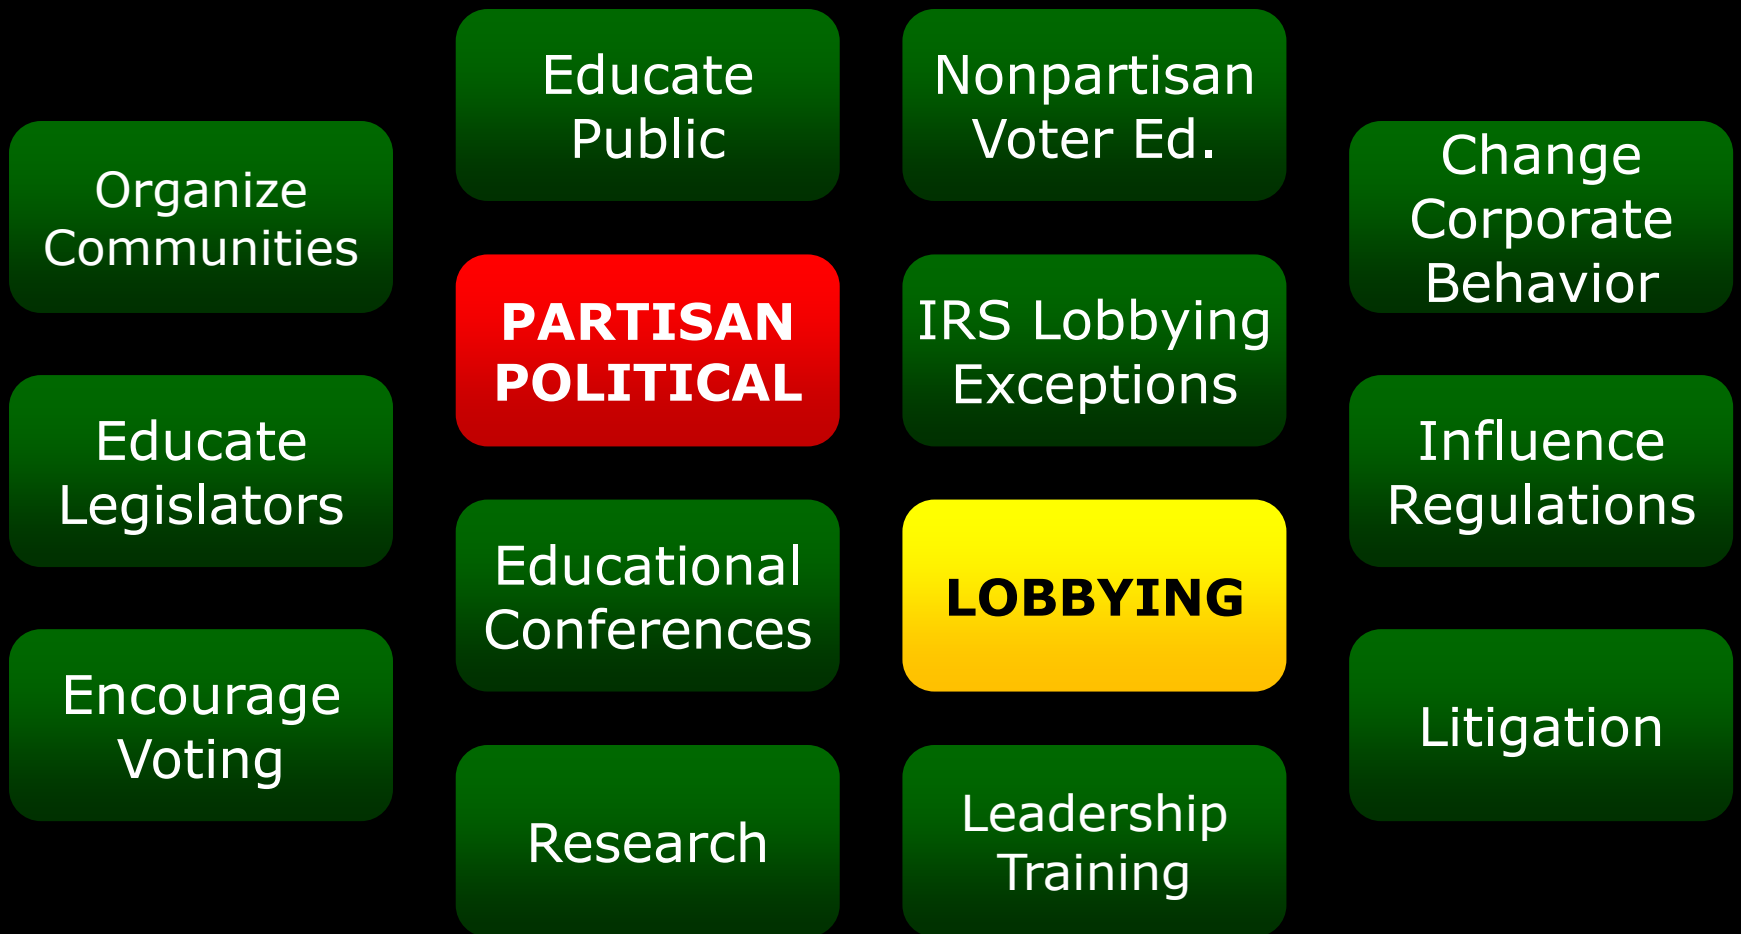 Organize
Communities
Educate
Legislators
Encourage
Voting
Educate
Public
PARTISAN
POLITICAL
Educational
Conferences
Research
Nonpartisan
Voter Ed.
IRS Lobbying
Exceptions
LOBBYING
Leadership
Training
Change
Corporate
Behavior
Influence
Regulations
Litigation